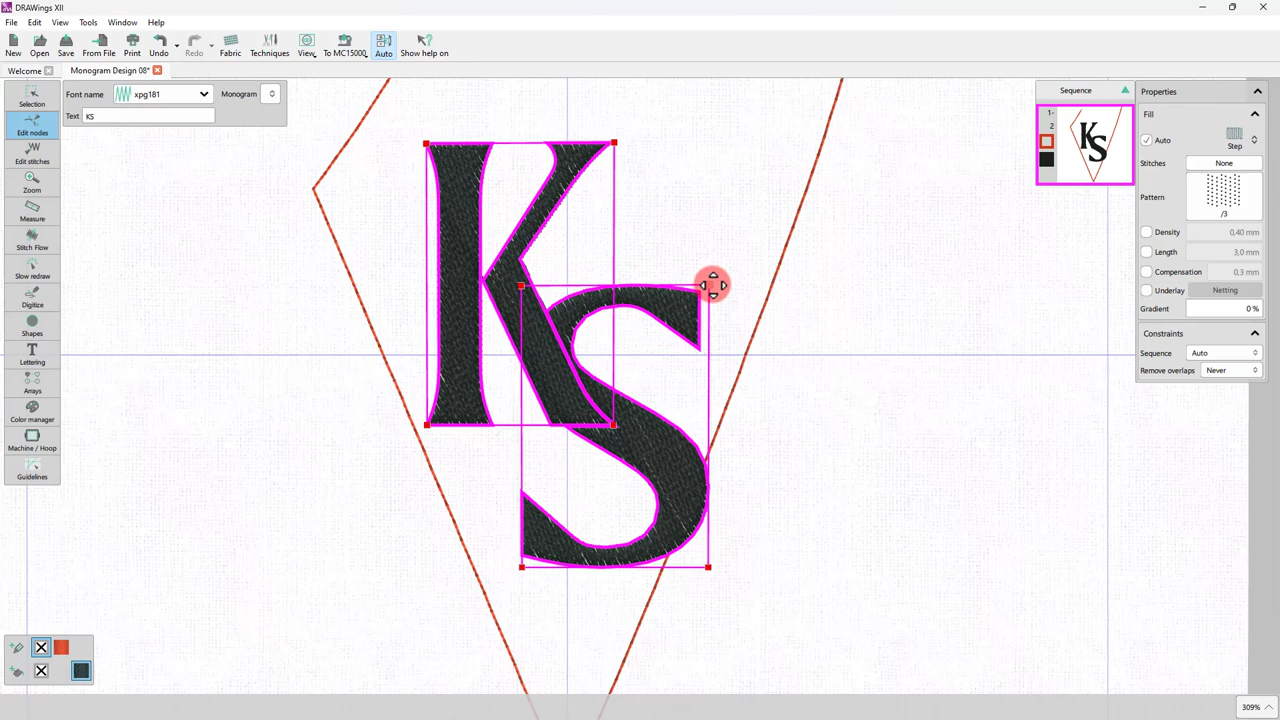 DRAWings XII
File Edit View Tools Window Help
New Open Save From File Print Undo Redo Fabric Techniques View To MC15000 Auto Show help on
Welcome Monogram Design 08*
Selection
Edit nodes
Edit stitches
Zoom
Measure
Stitch Flow
Slow redraw
Digitize
Shapes
Lettering
Arrays
Color manager
Machine / Hoop
Guidelines
Font name xpg181 Monogram
Text KS
K
S
Sequence
1-
2
KS
Properties
Fill
Auto Step
Stitches None
Pattern /3
Density 0,40 mm
Length 3,0 mm
Compensation 0.3 mm
Underlay Netting
Gradient 0 %
Constraints
Sequence Auto
Remove overlaps Never
309%